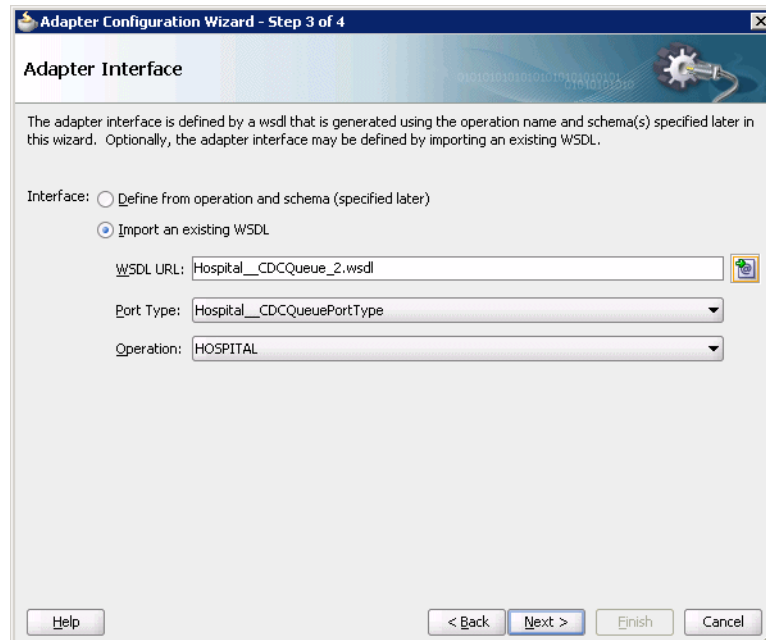 Adapter Configuration Wizard - Step 3 of 4
Adapter Interface
The adapter interface is defined by a wsdl that is generated using the operation name and schema(s) specified later in
this wizard. Optionally, the adapter interface may be defined by importing an existing WSDL.
Interface: Define from operation and schema (specified later)
Import an existing WSDL
WSDL URL: Hospital__CDCQueue_2.wsdl
Port Type: Hospital__CDCQueuePortType
Operation: HOSPITAL
Help < Back Next > Finish Cancel